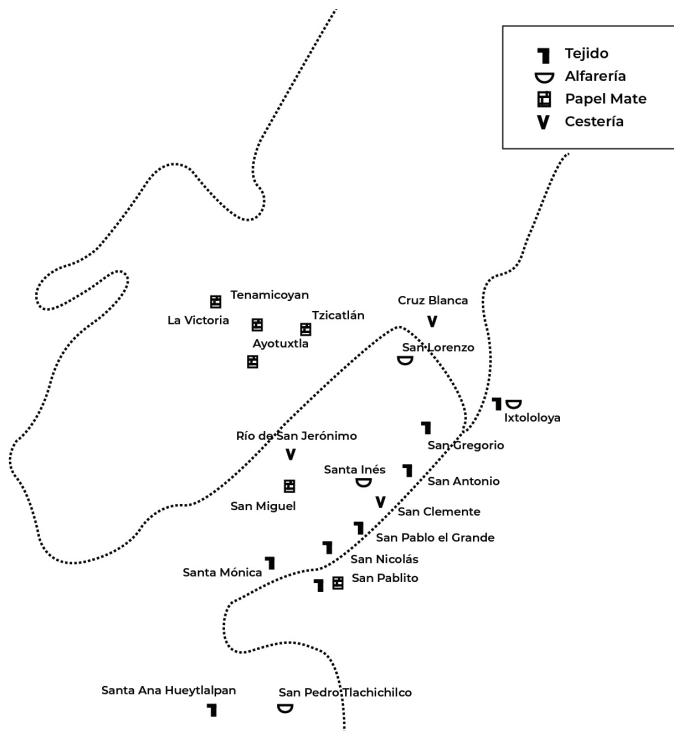 Tejido
Alfarería
Papel Mate
Cestería
Tenamicoyan
Cruz Blanca
La Victoria
Tzicatlán
Ayotuxtla
San Lorenzo
Ixtololoya
Río de San Jerónimo
San Gregorio
Santa Inés
San Antonio
San Miguel
San Clemente
San Pablo el Grande
San Nicolás
Santa Mónica
San Pablito
Santa Ana Hueytlalpan
San Pedro Tlachichilco